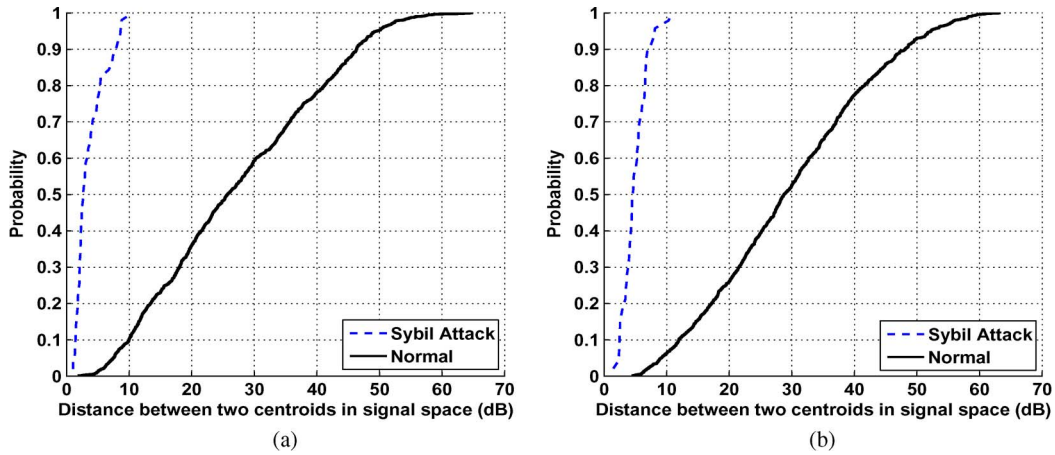 1
0.9
0.8
0.7
0.6
0.5
0.4
0.3
0.2
0.1
0
Probability
0 10 20 30 40 50 60 70
Distance between two centroids in signal space (dB)
Sybil Attack
Normal
(a)
1
0.9
0.8
0.7
0.6
0.5
0.4
0.3
0.2
0.1
0
Probability
0 10 20 30 40 50 60 70
Distance between two centroids in signal space (dB)
Sybil Attack
Normal
(b)